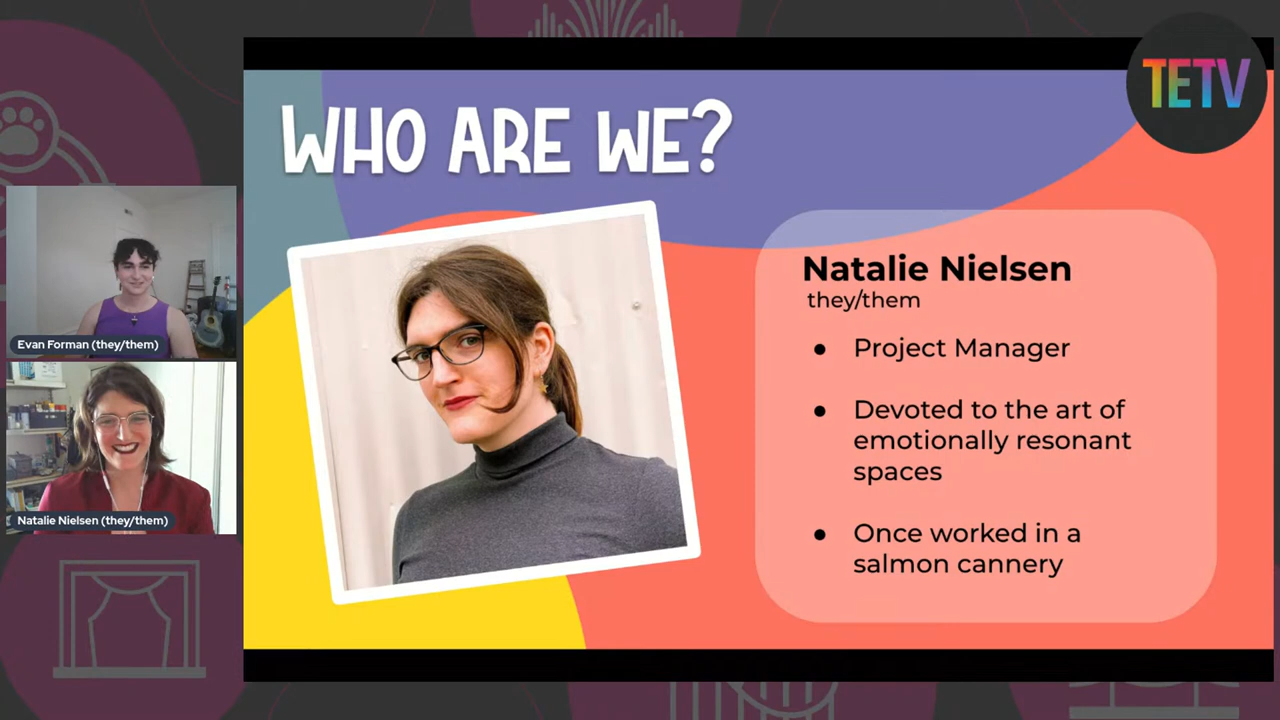 TETV
WHO ARE WE?
Evan Forman (they/them)
Natalie Nielsen (they/them)
Natalie Nielsen
they/them
● Project Manager
● Devoted to the art of
emotionally resonant
spaces
● Once worked in a
salmon cannery